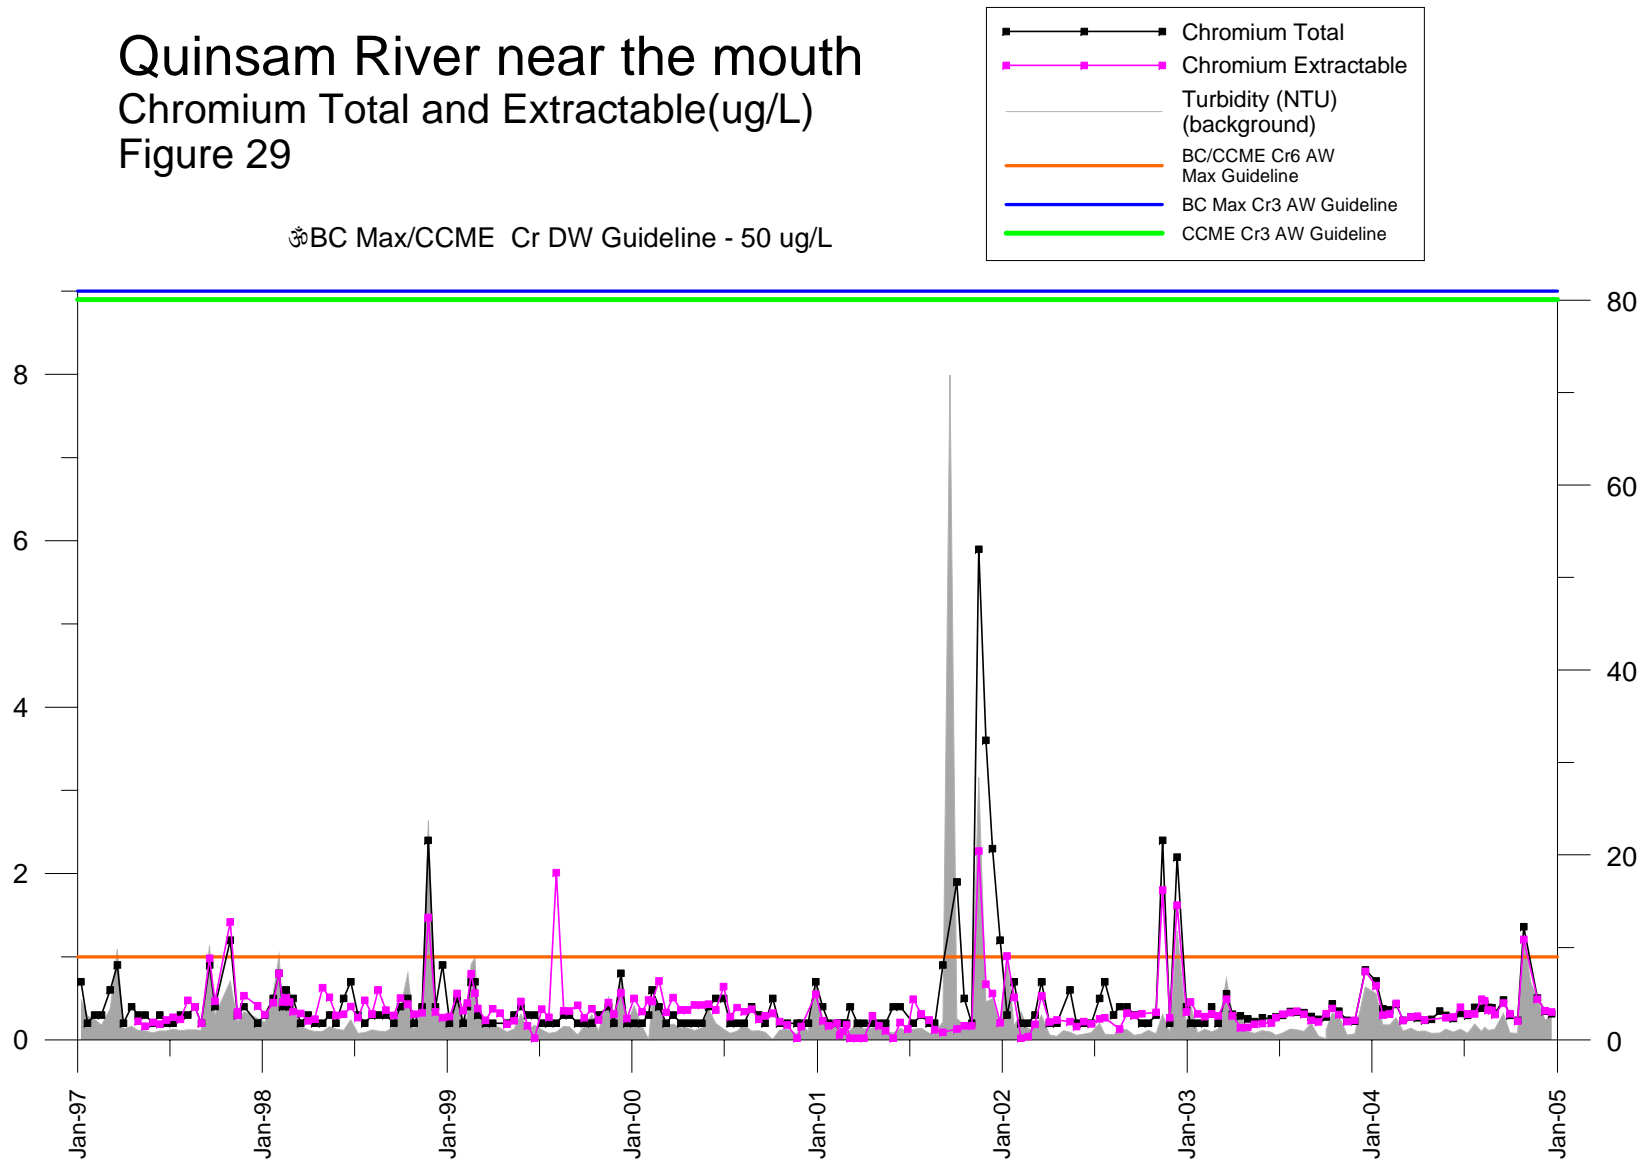 Quinsam River near the mouth
Chromium Total and Extractable(ug/L)
Figure 29
Chromium Total
Chromium Extractable
Turbidity (NTU)
(background)
BC/CCME Cr6 AW
Max Guideline
BC Max Cr3 AW Guideline
CCME Cr3 AW Guideline
ॐBC Max/CCME  Cr DW Guideline - 50 ug/L
8
6
4
2
0
80
60
40
20
0
Jan-97
Jan-98
Jan-99
Jan-00
Jan-01
Jan-02
Jan-03
Jan-04
Jan-05